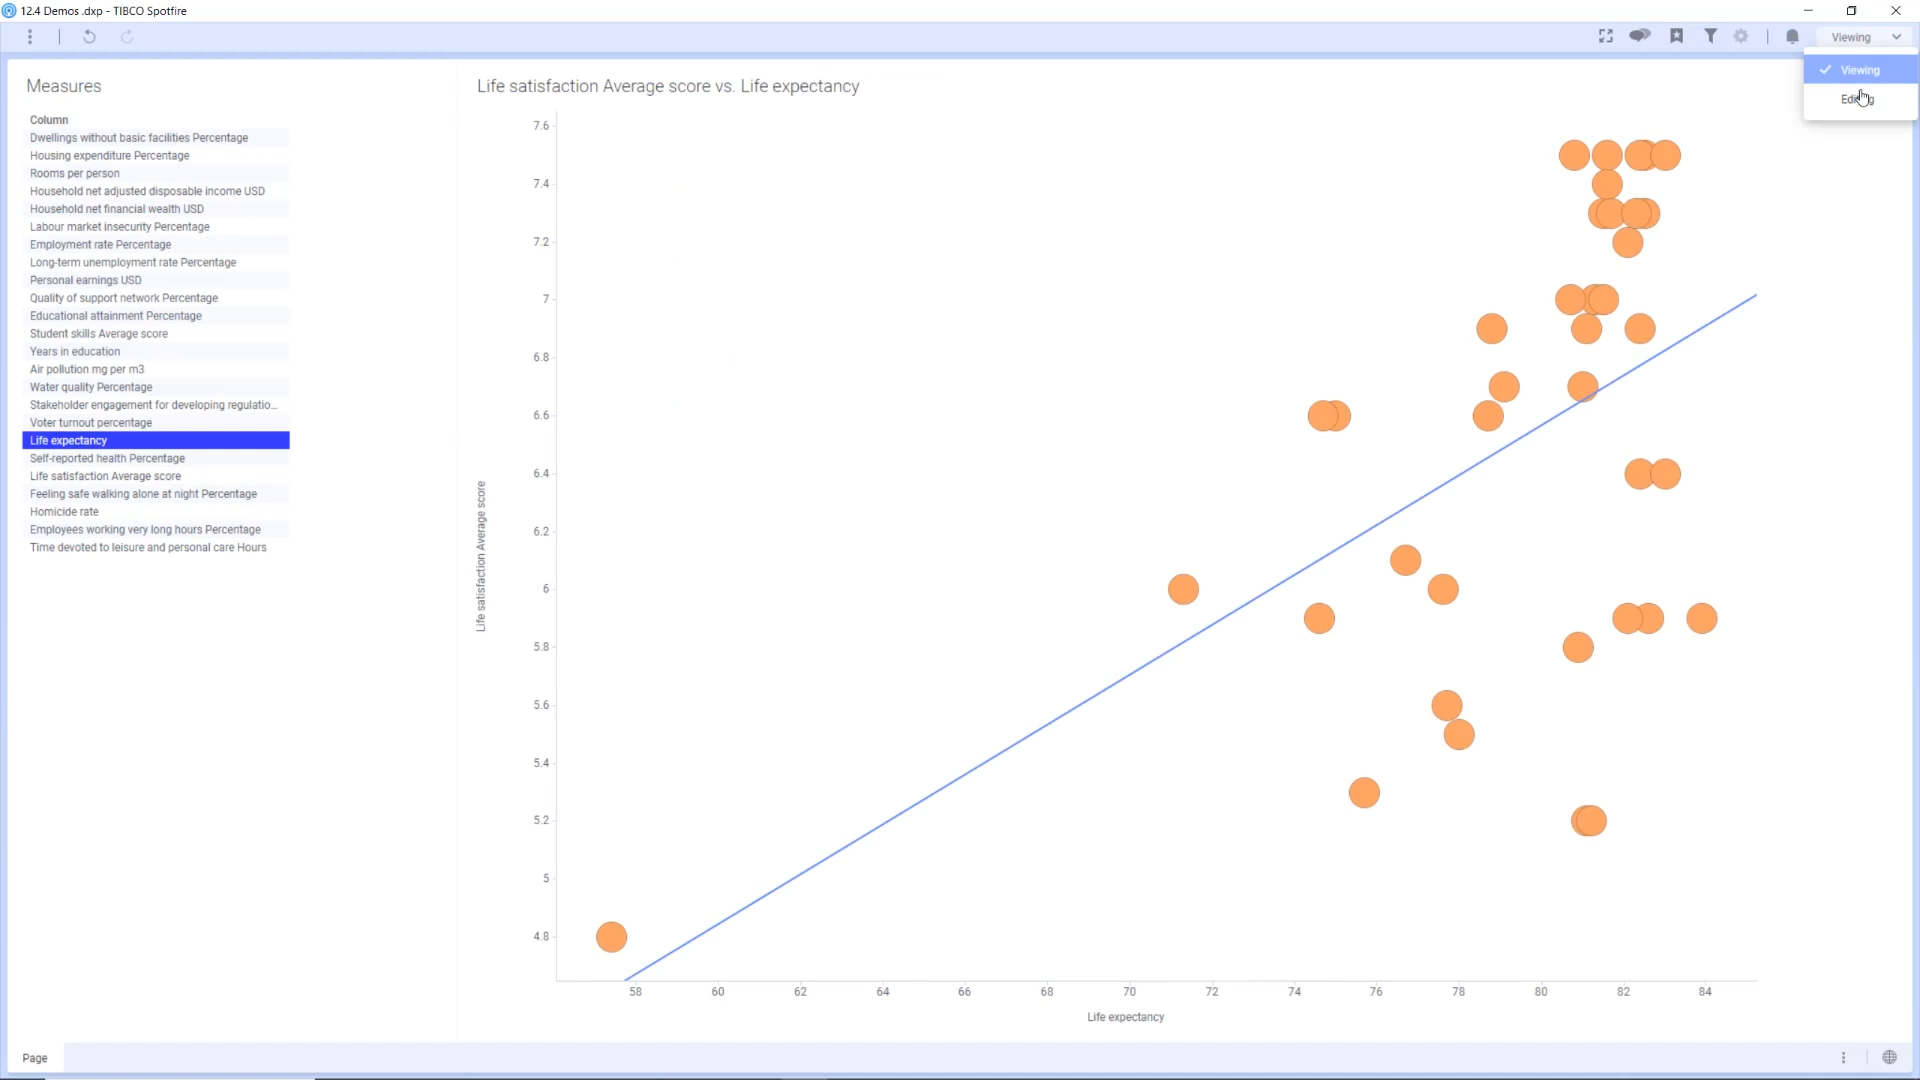 12.4 Demos .dxp - TIBCO Spotfire
Viewing
Viewing
Measures
Column
Dwellings without basic facilities Percentage
Housing expenditure Percentage
Rooms per person
Household net adjusted disposable income USD
Household net financial wealth USD
Labour market insecurity Percentage
Employment rate Percentage
Long-term unemployment rate Percentage
Personal earnings USD
Quality of support network Percentage
Educational attainment Percentage
Student skills Average score
Years in education
Air pollution mg per m3
Water quality Percentage
Stakeholder engagement for developing regulatio...
Voter turnout percentage
Life expectancy
Self-reported health Percentage
Life satisfaction Average score
Feeling safe walking alone at night Percentage
Homicide rate
Employees working very long hours Percentage
Time devoted to leisure and personal care Hours
Life satisfaction Average score vs. Life expectancy
7.6
7.4
7.2
7
6.8
6.6
6.4
6.2
6
5.8
5.6
5.4
5.2
5
4.8
Life satisfaction Average score
58 60 62 64 66 68 70 72 74 76 78 80 82 84
Life expectancy
Page